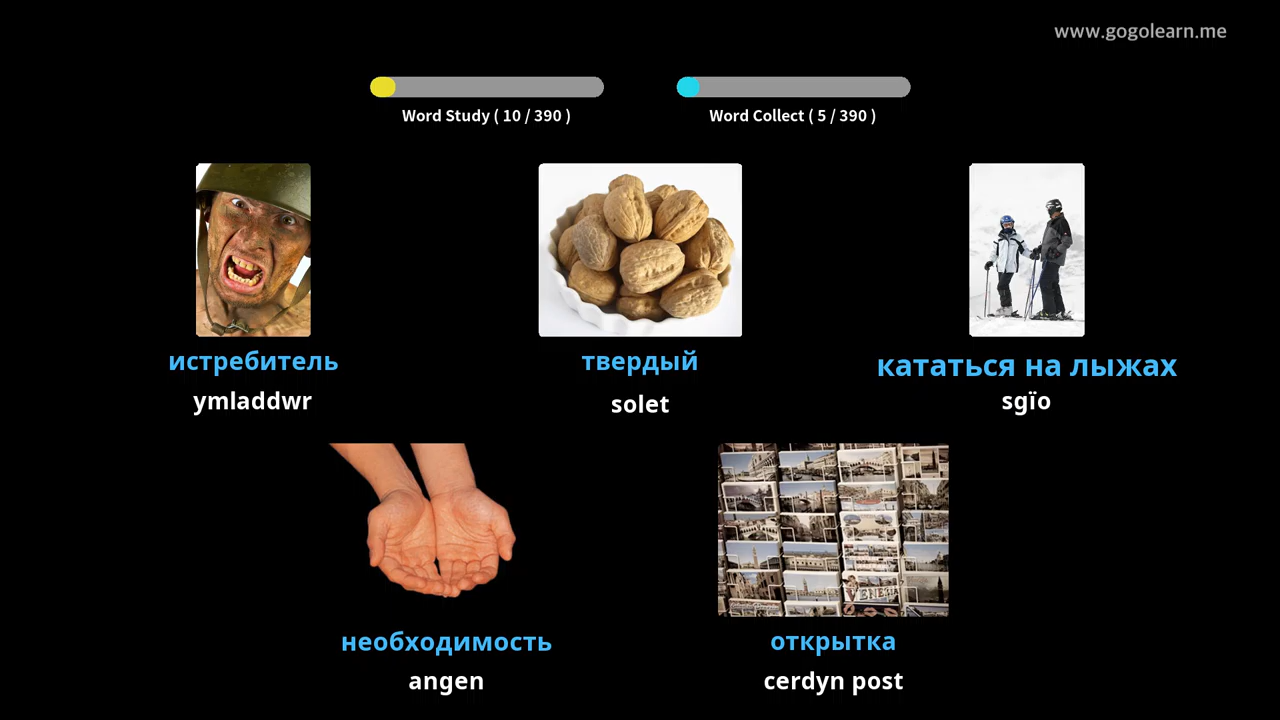 www.gogolearn.me
Word Study ( 10 / 390 )
Word Collect ( 5 / 390 )
истребитель
твердый
кататься на лыжах
ymladdwr
solet
sgïo
необходимость
открытка
angen
cerdyn post